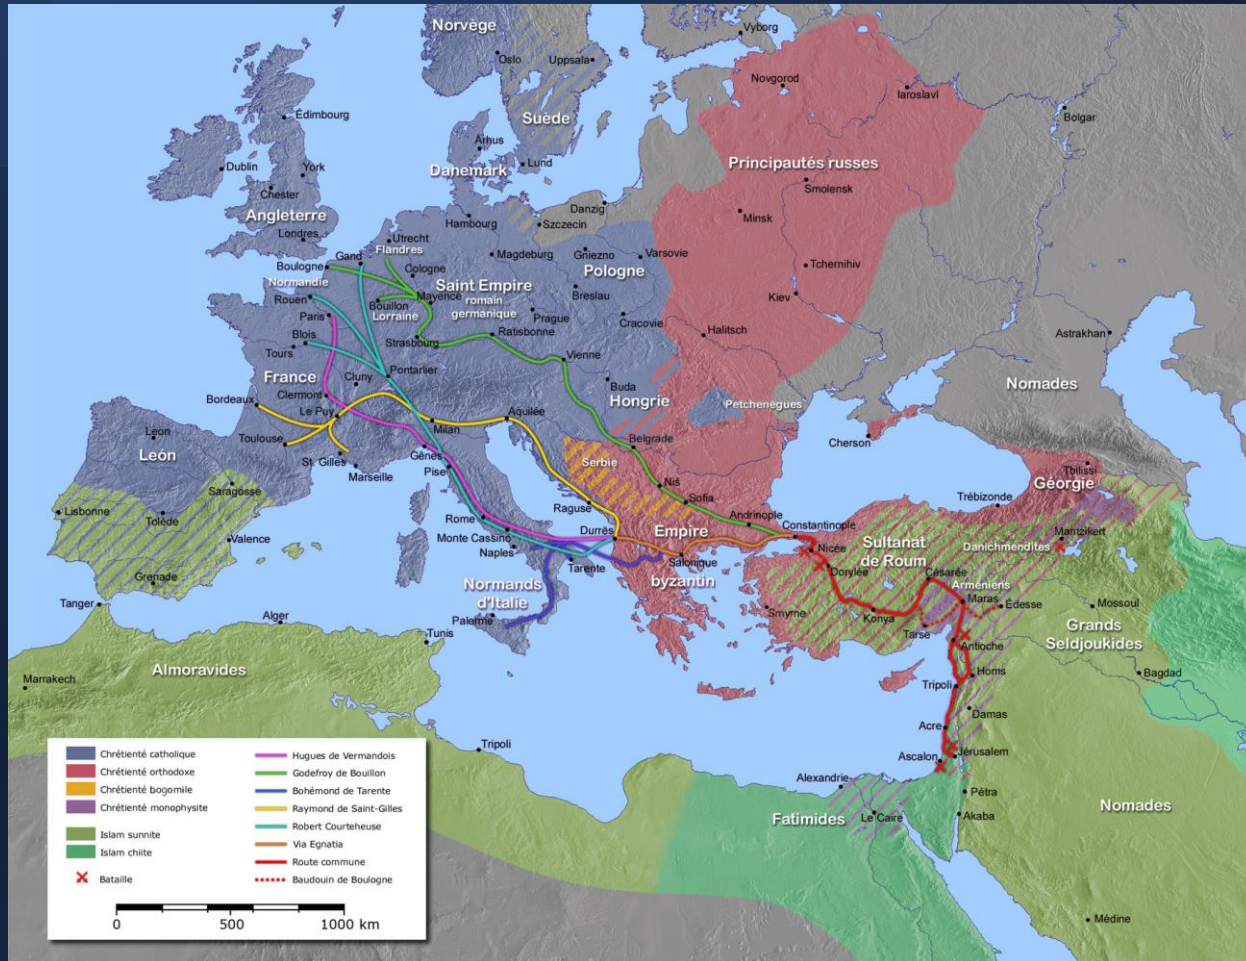 Norvège
Vyborg
Oslo
Uppsala
Novgorod
Iaroslavl
Édimbourg
Suède
Bolgar
Århus
Dublin
York
Danemark
Lund
Principautés russes
Chester
Smolensk
Angleterre
Hambourg
Danzig
Szczecin
Minsk
Londres
Utrecht
Flandres
Gand
Magdeburg
Gniezno
Varsovie
Boulogne
Cologne
Pologne
Tchernihiv
Normandie
Saint Empire
romain
germanique
Rouen
Bouillon
Mayence
Breslau
Kiev
Paris
Lorraine
Prague
Cracovie
Blois
Strasbourg
Ratisbonne
Halitsch
Astrakhan
Tours
Vienne
France
Cluny
Pontarlier
Buda
Nomades
Clermont
Hongrie
Petchenègues
Bordeaux
Le Puy
Aquilée
Milan
Leon
Toulouse
Belgrade
Cherson
León
St. Gilles
Gênes
Serbie
Marseille
Pise
Tbilissi
Géorgie
Saragosse
Niš
Sofia
Trébizonde
Lisbonne
Tolède
Raguse
Rome
Andrinople
Constantinople
Valence
Monte Cassino
Durrës
Empire
byzantin
Mantzikert
Naples
Salonique
Nicée
Sultanat
de Roum
Danichmendites
Tarente
Dorylée
Césarée
Grenade
Normands
d'Italie
Arméniens
Tanger
Smyrne
Maras
Édesse
Mossoul
Alger
Palerme
Konya
Tarse
Grands
Seldjoukides
Tunis
Antioche
Almoravides
Homs
Bagdad
Marrakech
Tripoli
Damas
Acre
Tripoli
Ascalon
Jérusalem
Alexandrie
Pétra
Fatimides
Le Caire
Akaba
Nomades
Médine
Chrétienté catholique
Chrétienté orthodoxe
Chrétienté bogomile
Chrétienté monophysite
Islam sunnite
Islam chiite
Bataille
Hugues de Vermandois
Godefroy de Bouillon
Bohémond de Tarente
Raymond de Saint-Gilles
Robert Courteheuse
Via Egnatia
Route commune
Baudouin de Boulogne
0 500 1000 km